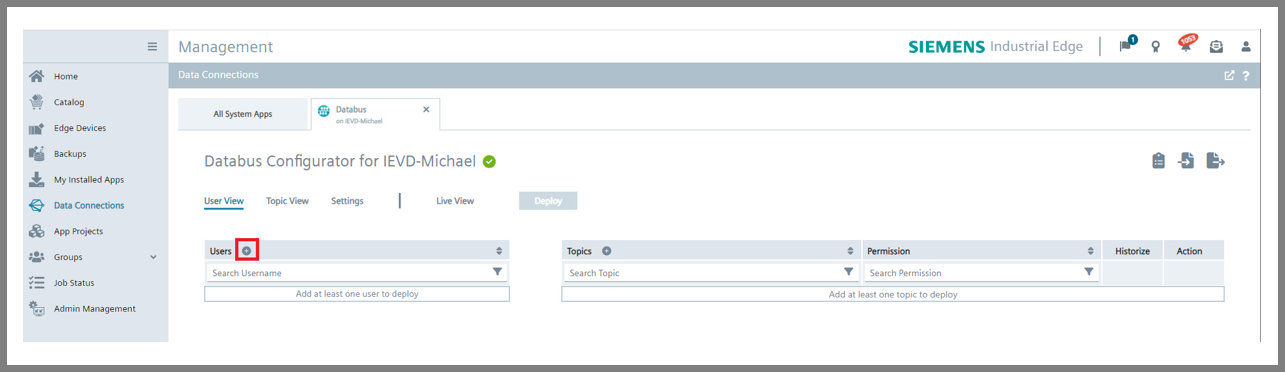 Management
SIEMENS Industrial Edge
1
1053
Home
Catalog
Edge Devices
Backups
My Installed Apps
Data Connections
App Projects
Groups
Job Status
Admin Management
Data Connections
?
All System Apps
Databus
on IEVD-Michael
Databus Configurator for IEVD-Michael
User View Topic View Settings Live View Deploy
Users
Search Username
Add at least one user to deploy
Topics Permission Historize Action
Search Topic Search Permission
Add at least one topic to deploy